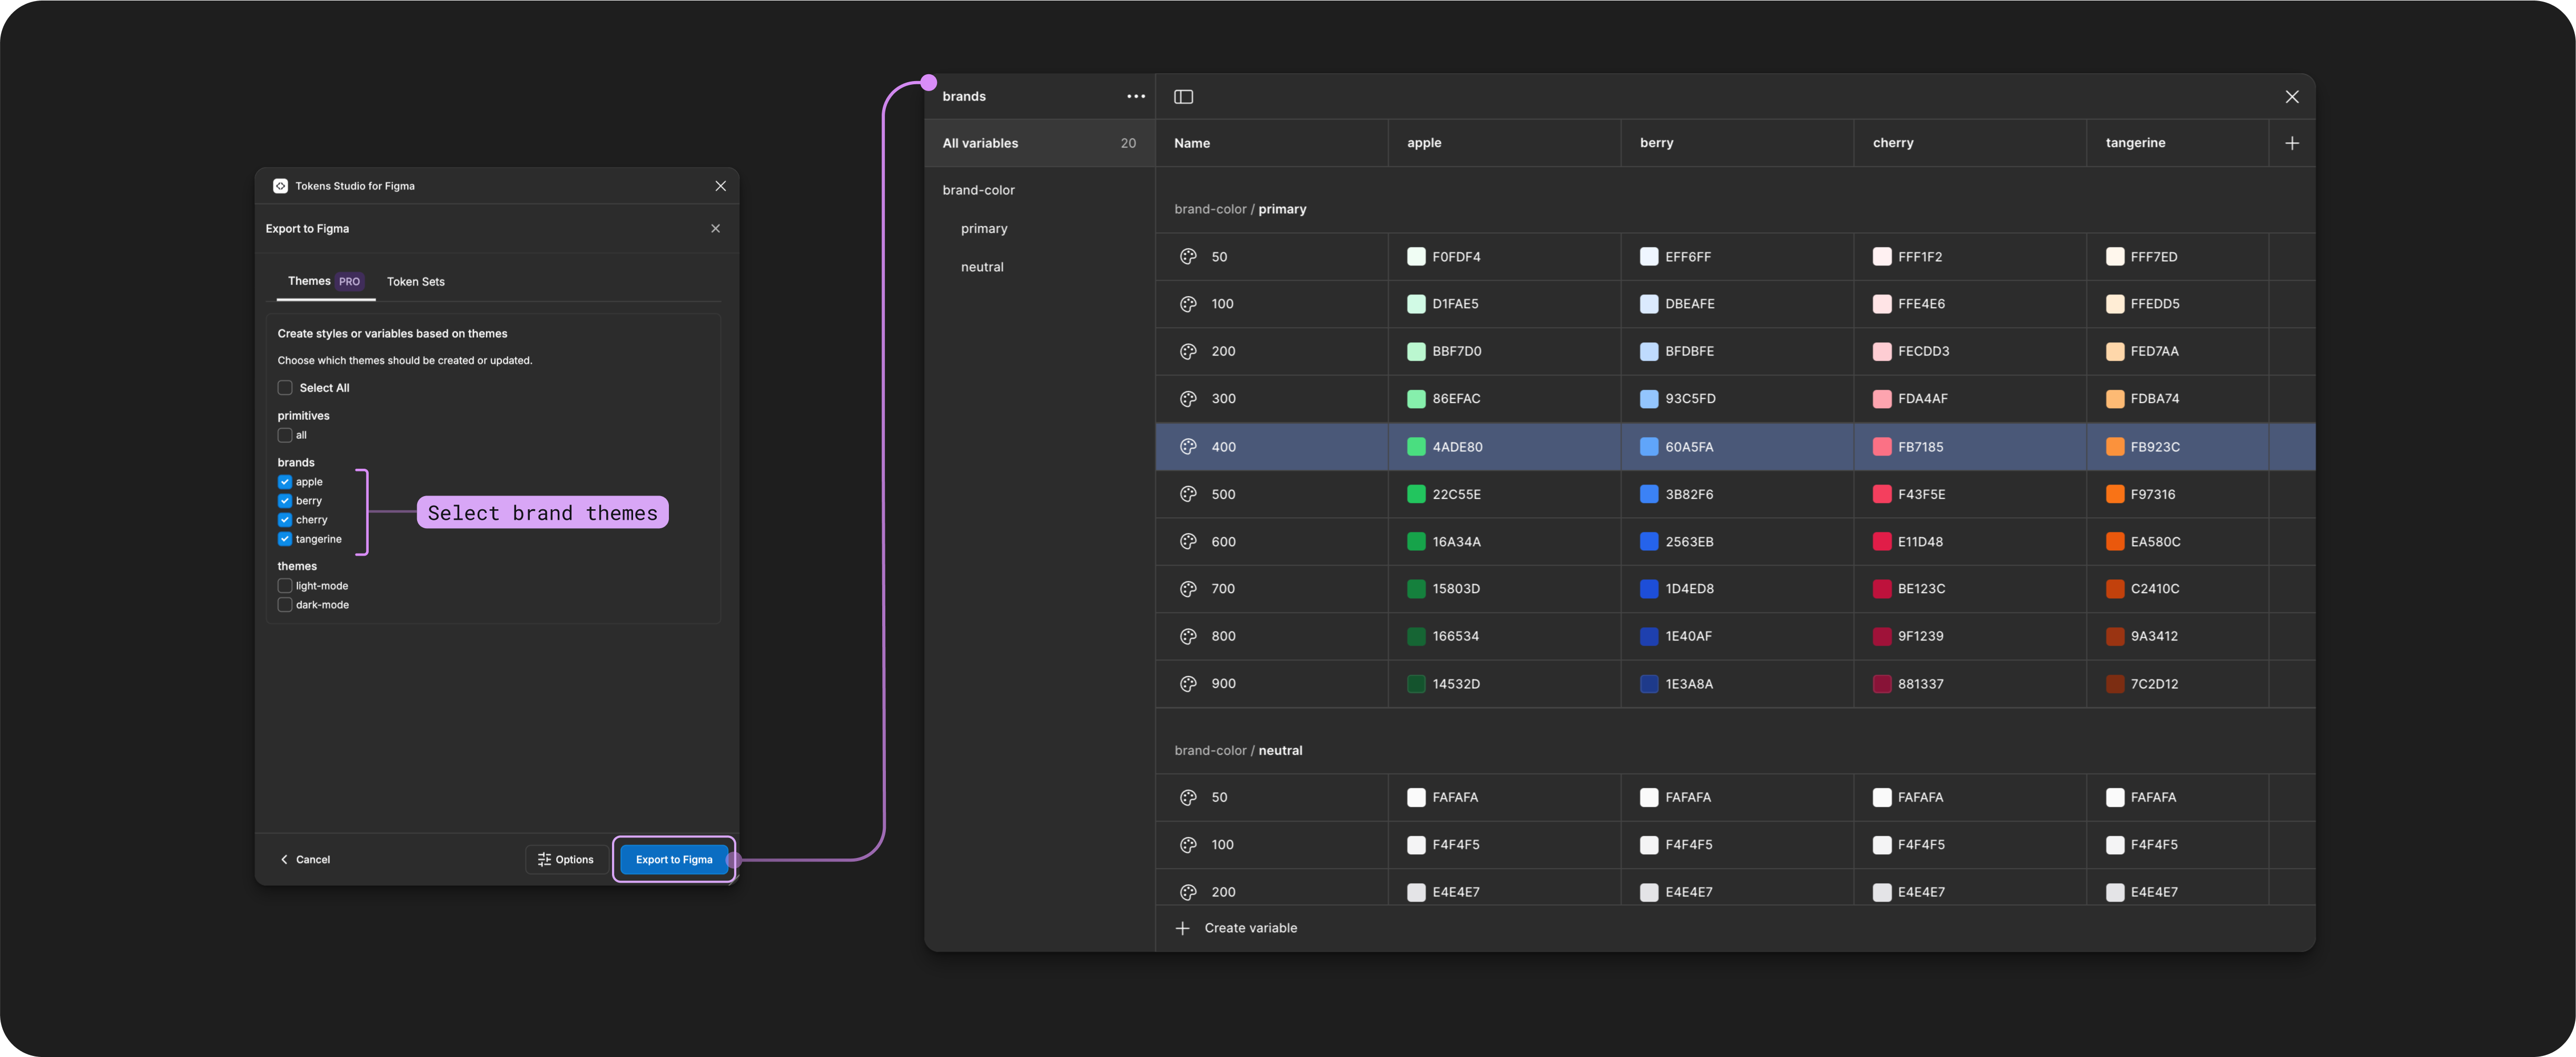 Tokens Studio for Figma
Export to Figma
Themes PRO Token Sets
Create styles or variables based on themes
Choose which themes should be created or updated.
Select All
primitives
all
brands
apple
berry
cherry
tangerine
Select brand themes
themes
light-mode
dark-mode
Cancel Options Export to Figma
brands
All variables 20
brand-color
primary
neutral
Name apple berry cherry tangerine
brand-color / primary
50 F0FDF4 EFF6FF FFF1F2 FFF7ED
100 D1FAE5 DBEAFE FFE4E6 FFEDD5
200 BBF7D0 BFDBFE FECDD3 FED7AA
300 86EFAC 93C5FD FDA4AF FDBA74
400 4ADE80 60A5FA FB7185 FB923C
500 22C55E 3B82F6 F43F5E F97316
600 16A34A 2563EB E11D48 EA580C
700 15803D 1D4ED8 BE123C C2410C
800 166534 1E40AF 9F1239 9A3412
900 14532D 1E3A8A 881337 7C2D12
brand-color / neutral
50 FAFAFA FAFAFA FAFAFA FAFAFA
100 F4F4F5 F4F4F5 F4F4F5 F4F4F5
200 E4E4E7 E4E4E7 E4E4E7 E4E4E7
Create variable